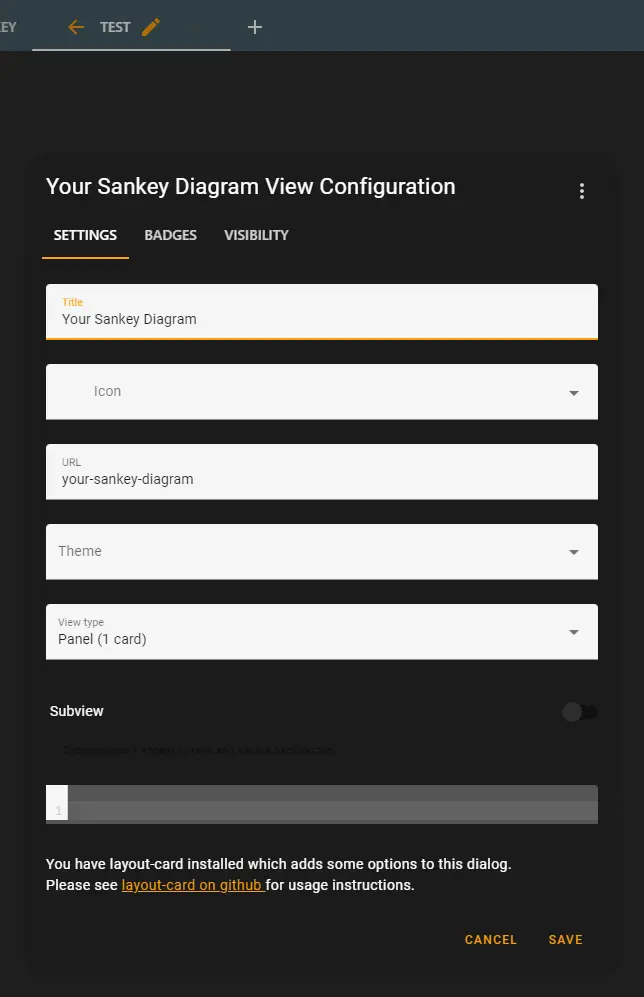 EY
TEST
Your Sankey Diagram View Configuration
SETTINGS BADGES VISIBILITY
Title
Your Sankey Diagram
Icon
URL
your-sankey-diagram
Theme
View type
Panel (1 card)
Subview
1
You have layout-card installed which adds some options to this dialog.
Please see layout-card on github for usage instructions.
CANCEL SAVE